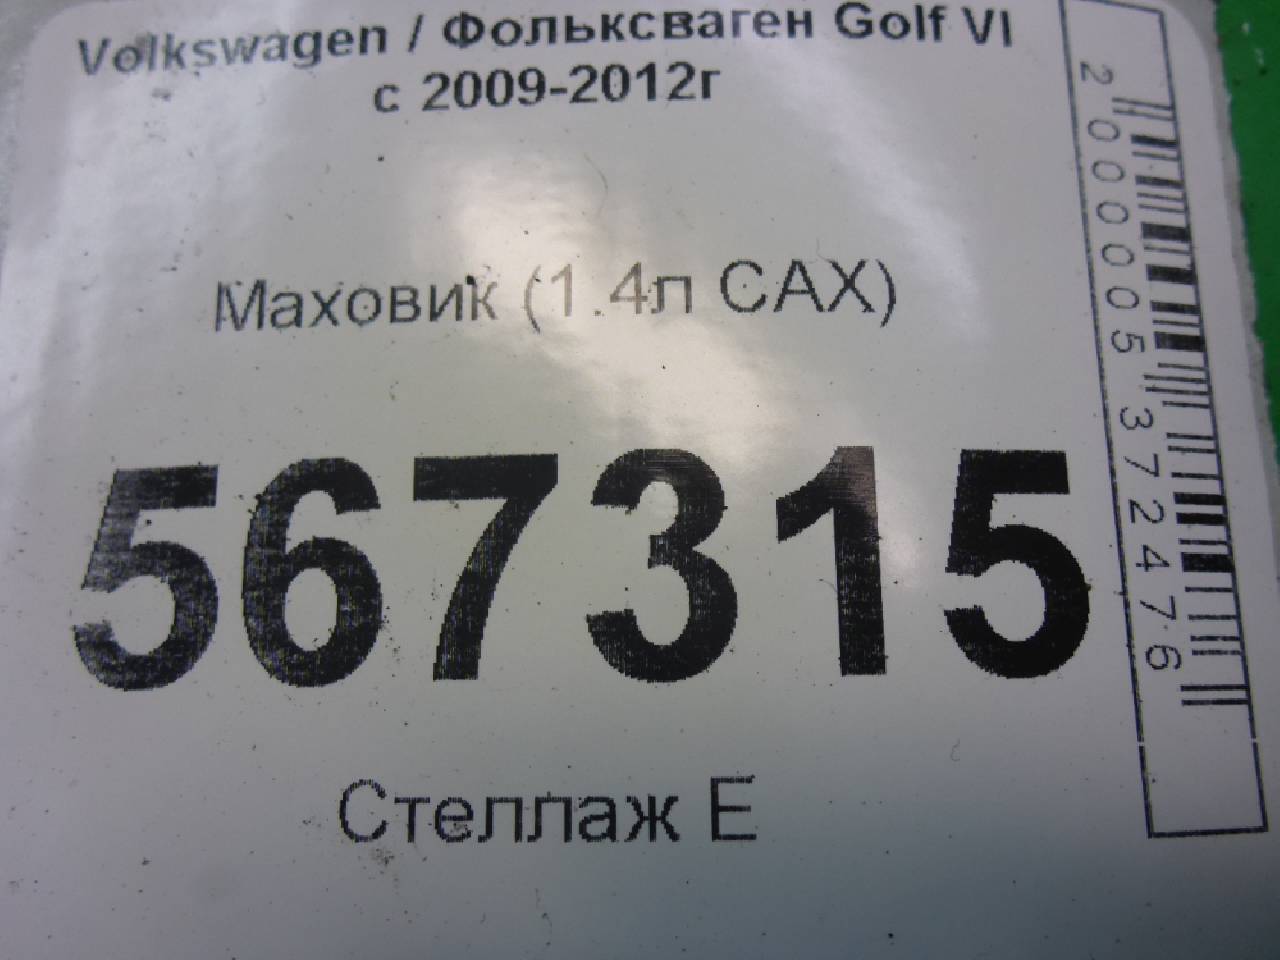 Volkswagen / Фольксваген Golf VI
с 2009-2012г
Маховик (1.4л CAX)
567315
Стеллаж Е
2000005372476